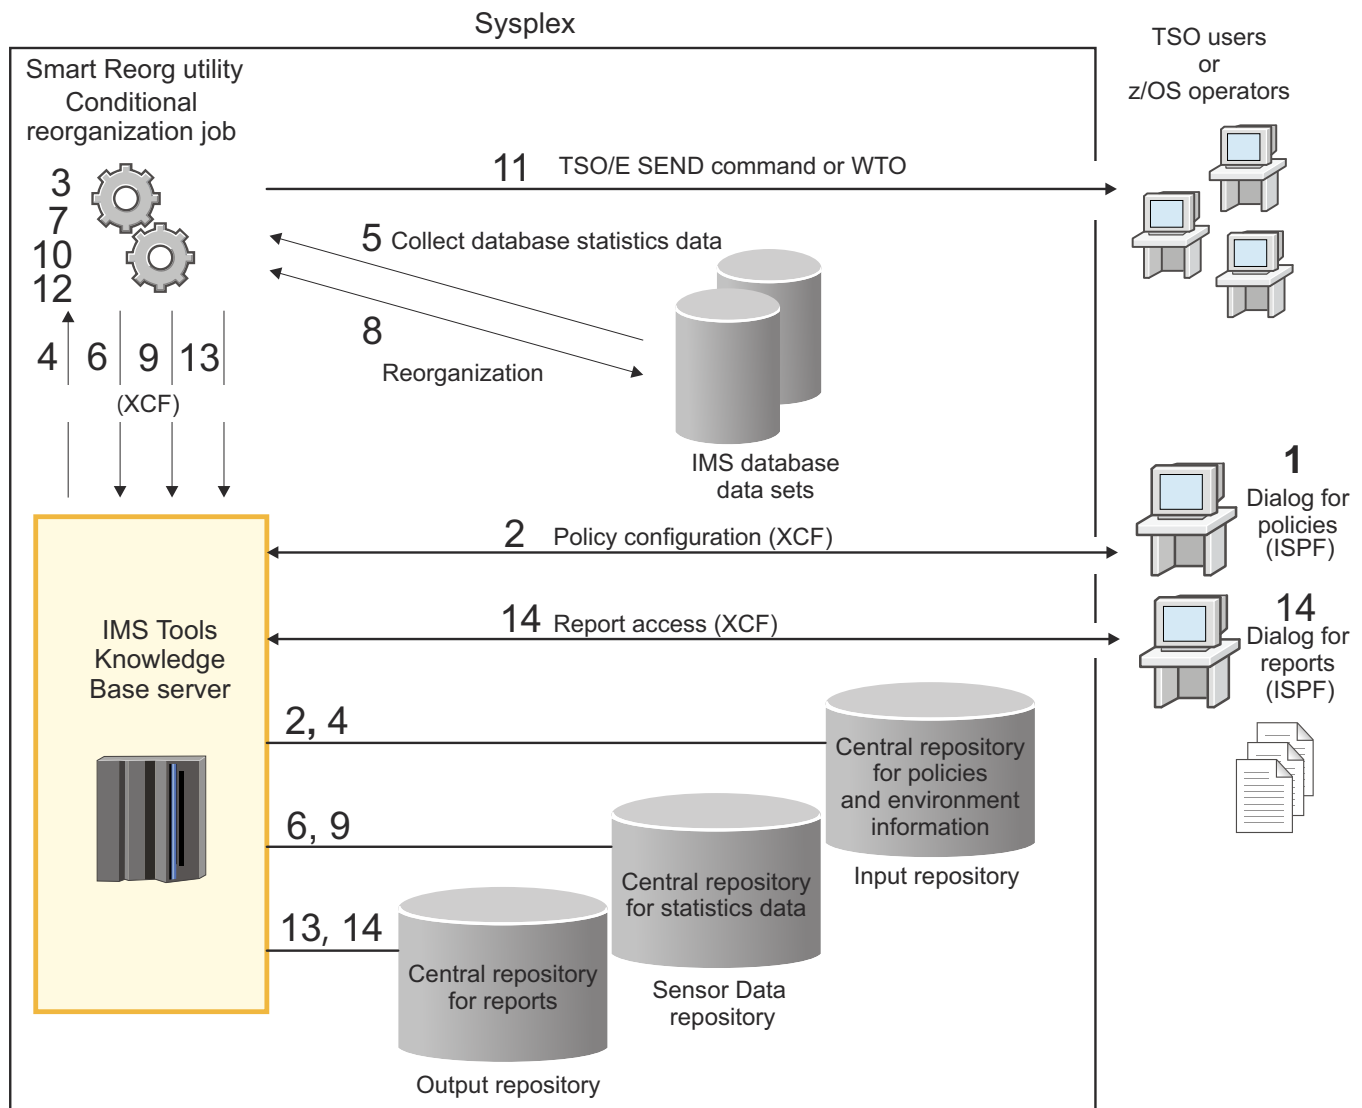 Sysplex
TSO users
or
z/OS operators
Smart Reorg utility
Conditional
reorganization job
3
7
10
12
11 TSO/E SEND command or WTO
5 Collect database statistics data
8
Reorganization
4 6 9 13
(XCF)
IMS database
data sets
1
Dialog for
policies
(ISPF)
2 Policy configuration (XCF)
14 Report access (XCF)
14
Dialog for
reports
(ISPF)
IMS Tools
Knowledge
Base server
2, 4
Central repository
for policies
and environment
information
Input repository
6, 9
Central repository
for statistics data
Sensor Data
repository
13, 14
Central repository
for reports
Output repository